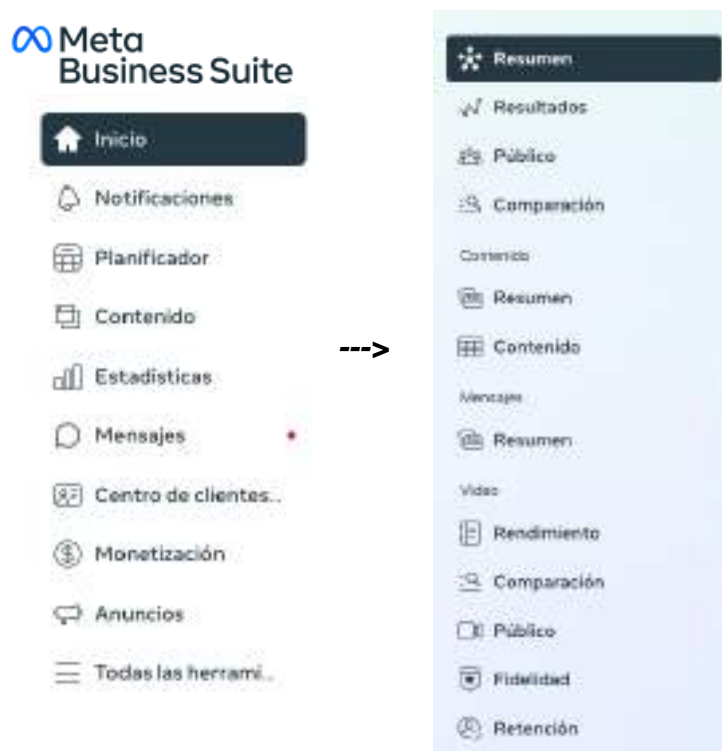 Meta
Business Suite
Inicio
Notificaciones
Planificador
Contenido
Estadísticas
Mensajes
Centro de clientes...
Monetización
Anuncios
Todas las herrami...
--->
Resumen
Resultados
Público
Comparación
Contenido
Resumen
Contenido
Mensajes
Resumen
Video
Rendimiento
Comparación
Público
Fidelidad
Retención